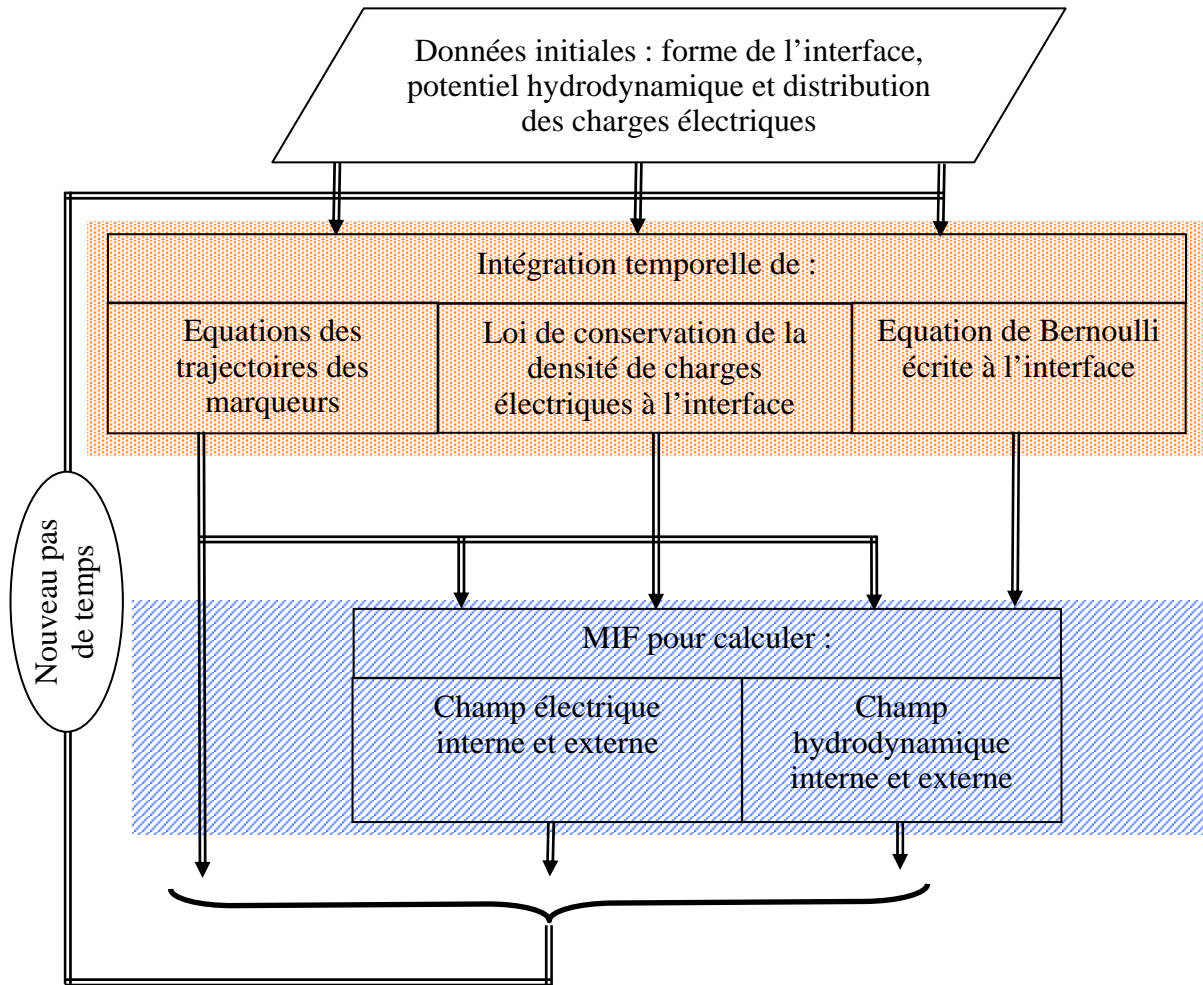 Données initiales : forme de l’interface,
potentiel hydrodynamique et distribution
des charges électriques
Intégration temporelle de :
Equations des
trajectoires des
marqueurs
Loi de conservation de la
densité de charges
électriques à l’interface
Equation de Bernoulli
écrite à l’interface
Nouveau pas
de temps
MIF pour calculer :
Champ électrique
interne et externe
Champ
hydrodynamique
interne et externe